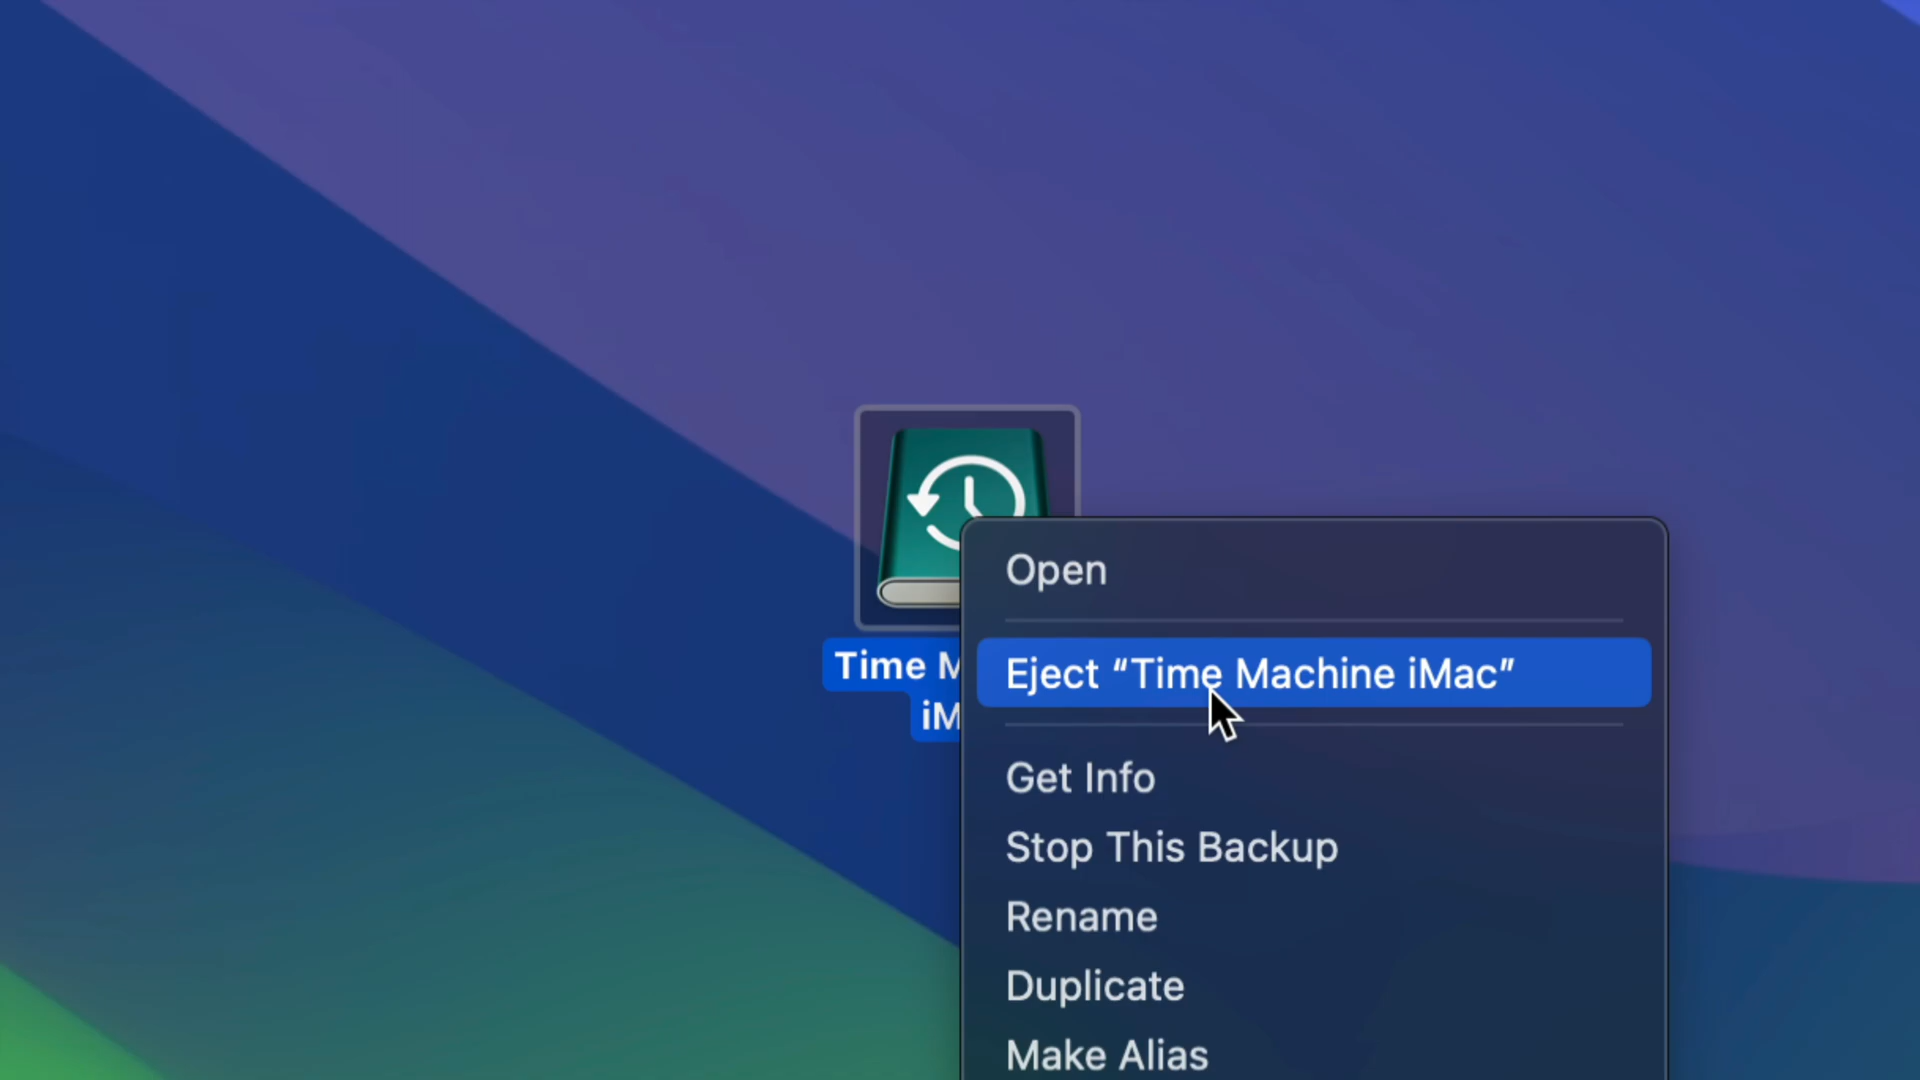 Open
Time M
Eject “Time Machine iMac”
iM
Get Info
Stop This Backup
Rename
Duplicate
Make Alias